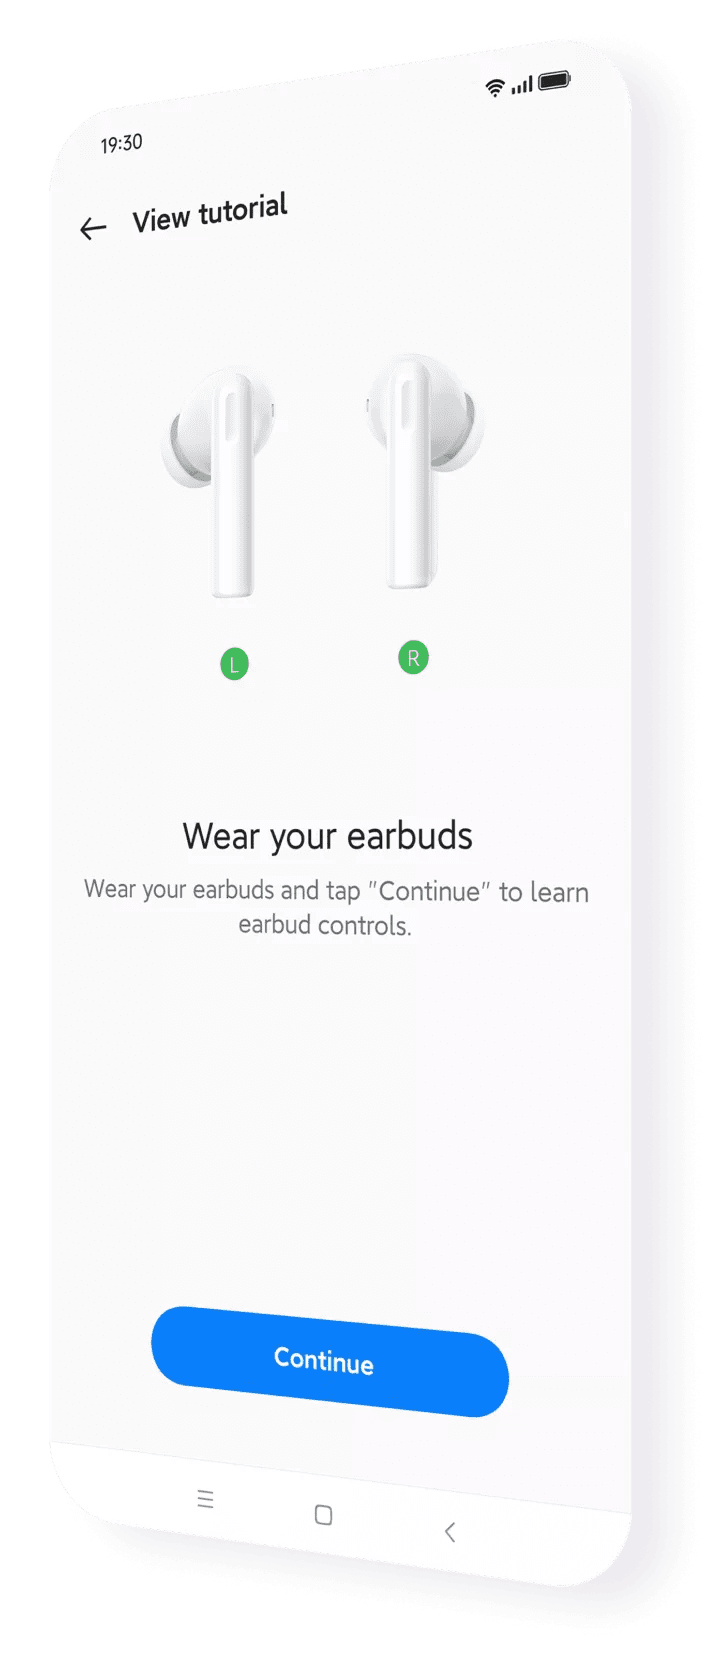 19:30
View tutorial
L
R
Wear your earbuds
Wear your earbuds and tap "Continue" to learn
earbud controls.
Continue